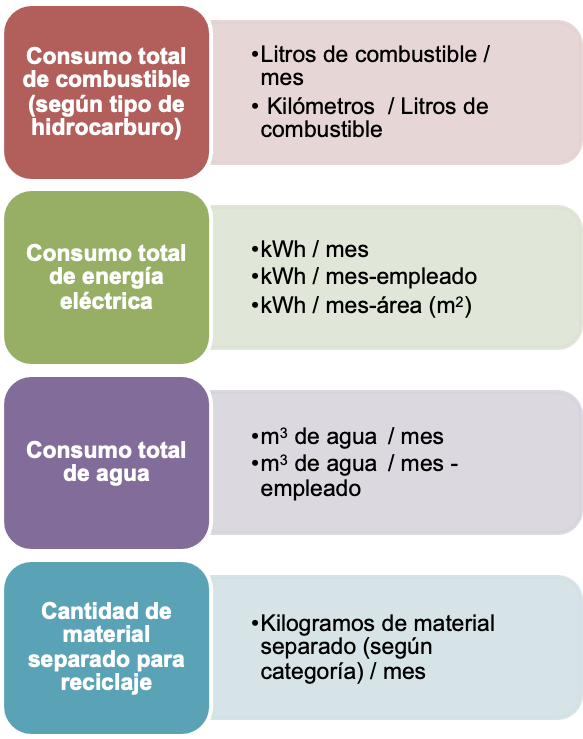 Consumo total
de combustible
(según tipo de
hidrocarburo)
•Litros de combustible /
mes
• Kilómetros / Litros de
combustible
Consumo total
de energía
eléctrica
•kWh / mes
•kWh / mes-empleado
•kWh / mes-área (m²)
Consumo total
de agua
•m³ de agua / mes
•m³ de agua / mes -
empleado
Cantidad de
material
separado para
reciclaje
•Kilogramos de material
separado (según
categoría) / mes